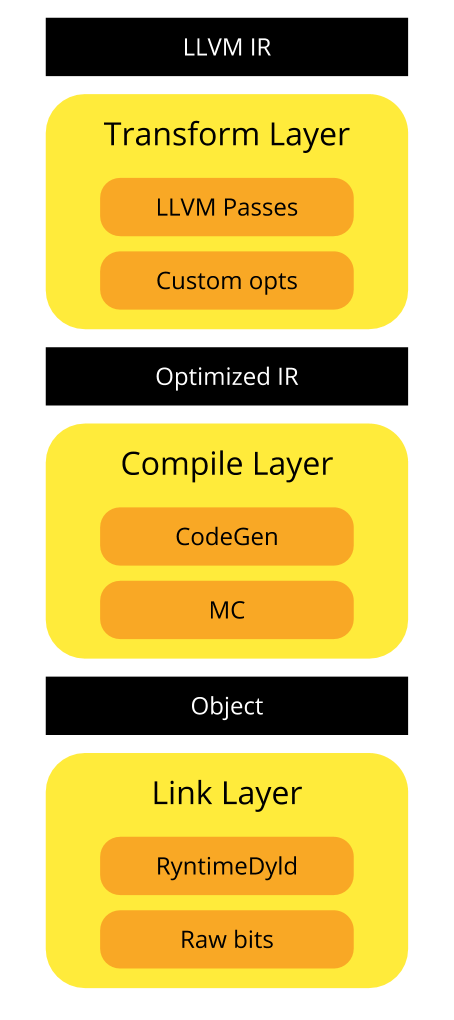 LLVM IR
Transform Layer
LLVM Passes
Custom opts
Optimized IR
Compile Layer
CodeGen
MC
Object
Link Layer
RyntimeDyld
Raw bits